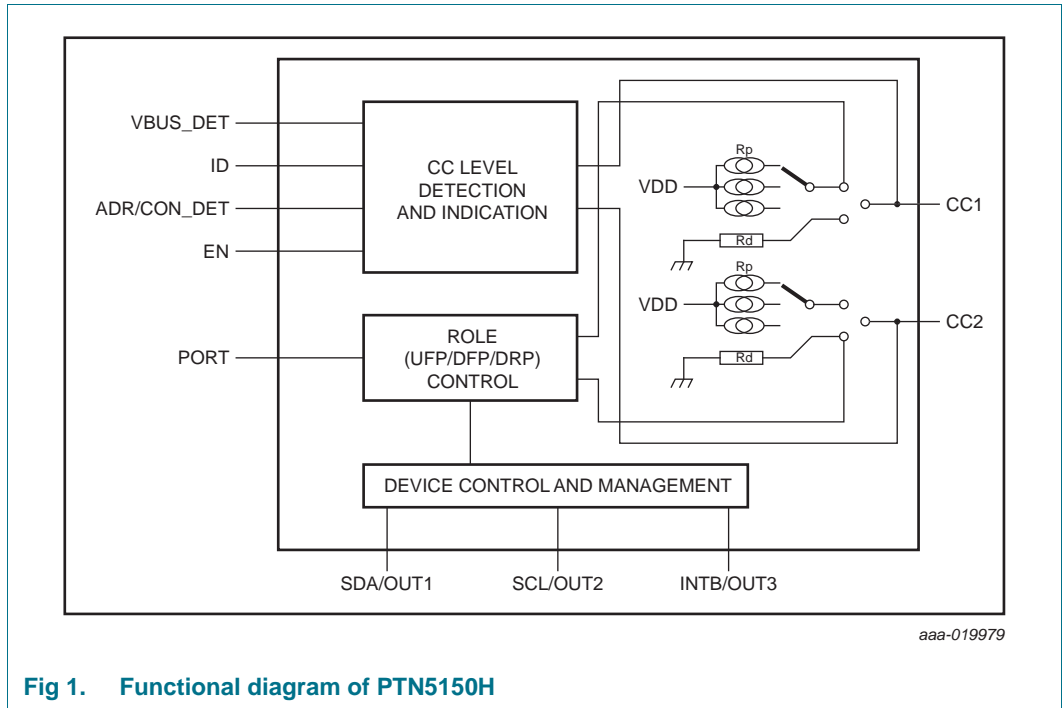 VBUS_DET
ID
ADR/CON_DET
EN
PORT
CC LEVEL
DETECTION
AND INDICATION
ROLE
(UFP/DFP/DRP)
CONTROL
DEVICE CONTROL AND MANAGEMENT
Rp
VDD
Rd
CC1
Rp
VDD
Rd
CC2
SDA/OUT1
SCL/OUT2
INTB/OUT3
aaa-019979
Fig 1. Functional diagram of PTN5150H